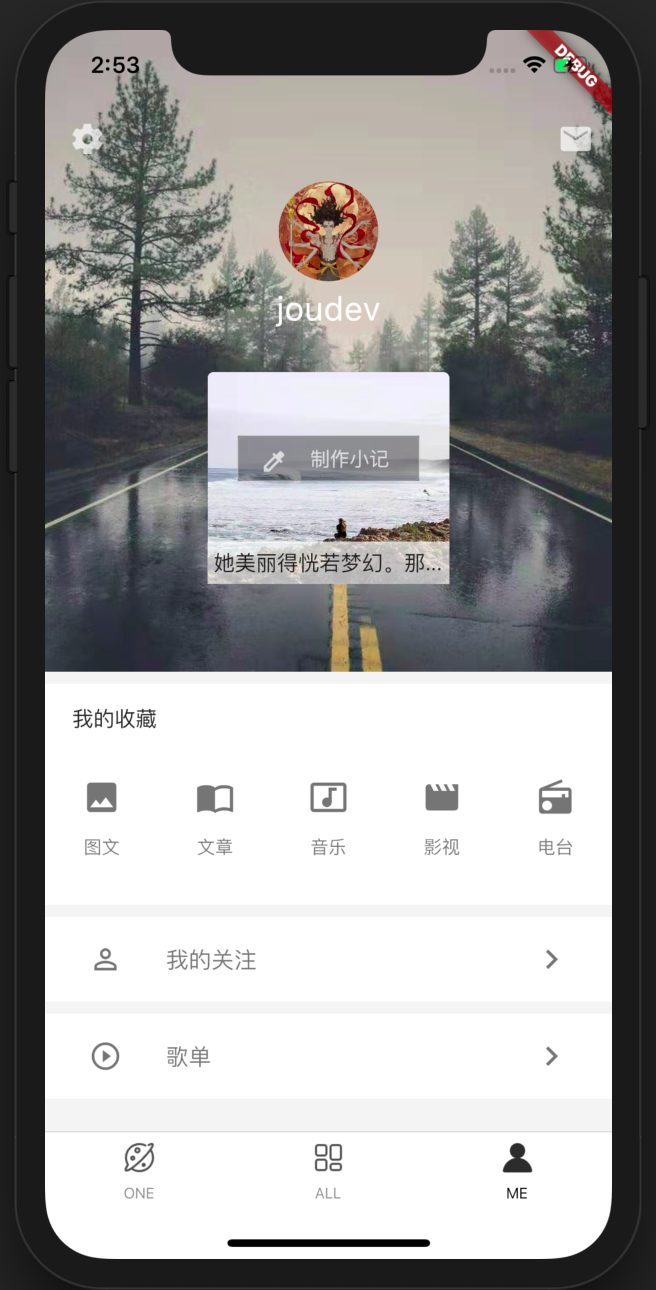 2:53
DEBUG
joudev
制作小记
她美丽得恍若梦幻。那...
我的收藏
图文
文章
音乐
影视
电台
我的关注
歌单
ONE
ALL
ME